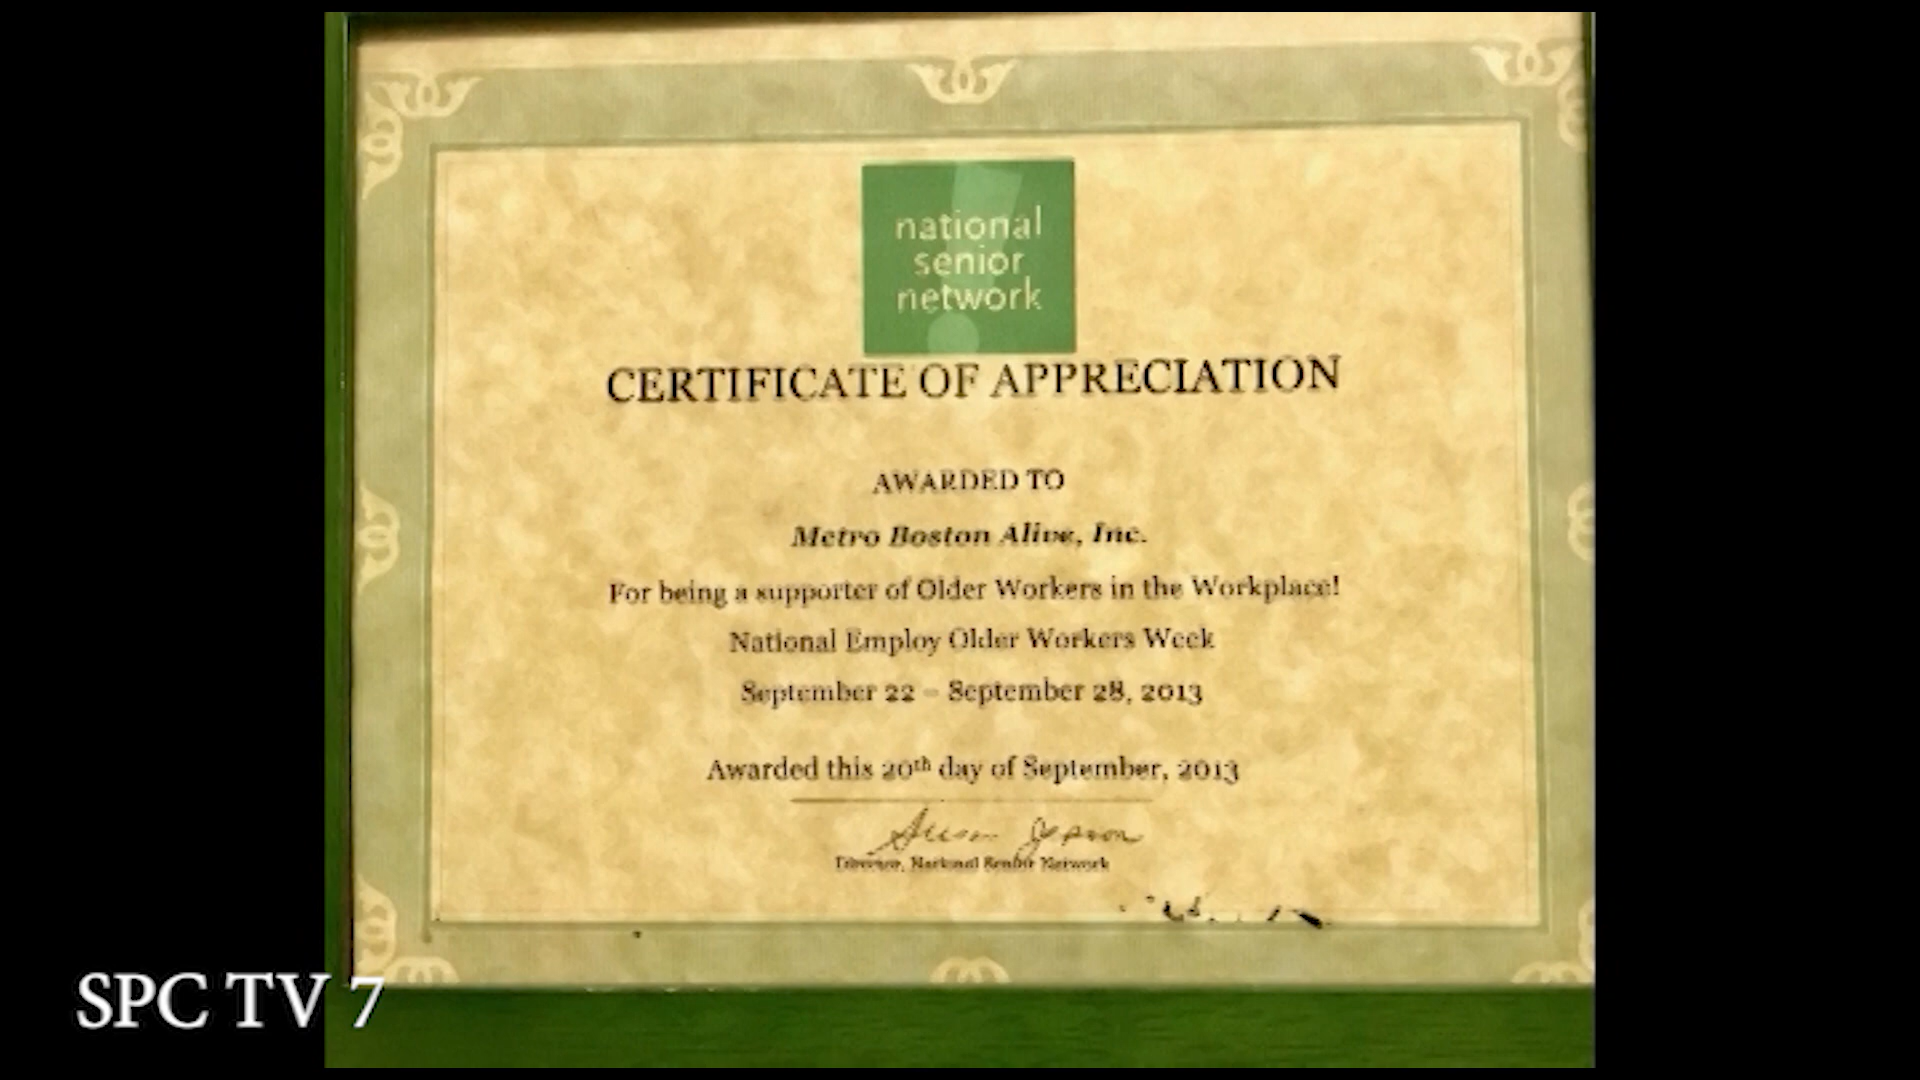 national
senior
network
CERTIFICATE OF APPRECIATION
AWARDED TO
Metro Boston Alive, Inc.
For being a supporter of Older Workers in the Workplace!
National Employ Older Workers Week
September 22 – September 28, 2013
Awarded this 20th day of September, 2013
Director, National Senior Network
SPC TV 7